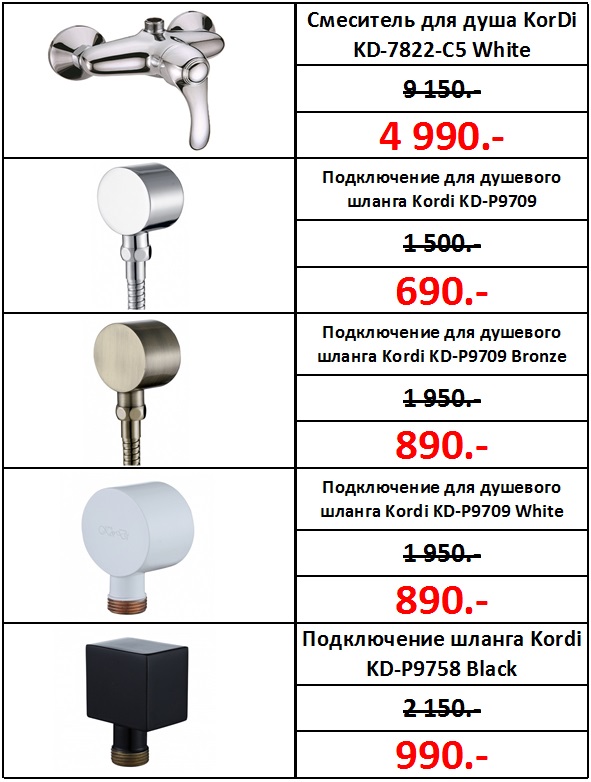 Смеситель для душа KorDi
KD-7822-C5 White
9 150.-
4 990.-
Подключение для душевого
шланга Kordi KD-P9709
1 500.-
690.-
Подключение для душевого
шланга Kordi KD-P9709 Bronze
1 950.-
890.-
KorDi
Подключение для душевого
шланга Kordi KD-P9709 White
1 950.-
890.-
Подключение шланга Kordi
KD-P9758 Black
2 150.-
990.-